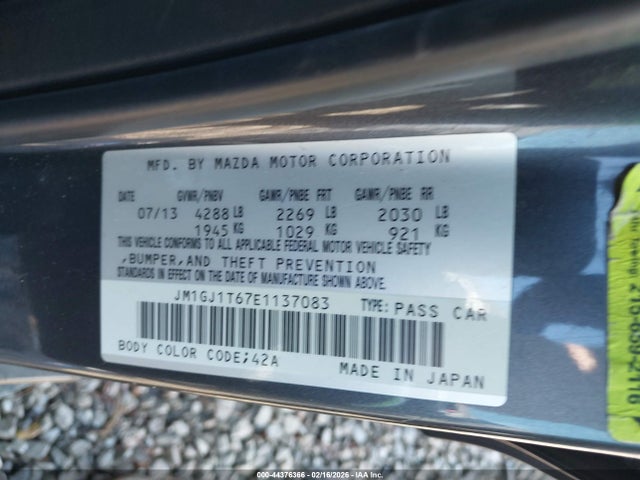 MFD. BY MAZDA MOTOR CORPORATION
DATE GVWR/PNBV GAWR/PNBE FRT GAWR/PNBE RR
07/13 4288 LB 2269 LB 2030 LB
1945 KG 1029 KG 921 KG
THIS VEHICLE CONFORMS TO ALL APPLICABLE FEDERAL MOTOR VEHICLE SAFETY
,BUMPER,AND THEFT PREVENTION
STANDARDS IN EFFECT ON THE DATE OF MANUFACTURE SHOWN ABOVE.
JM1GJ1T67E1137083 TYPE: PASS CAR
BODY COLOR CODE;42A
MADE IN JAPAN
000-44376366 - 02/16/2026 - IAA Public